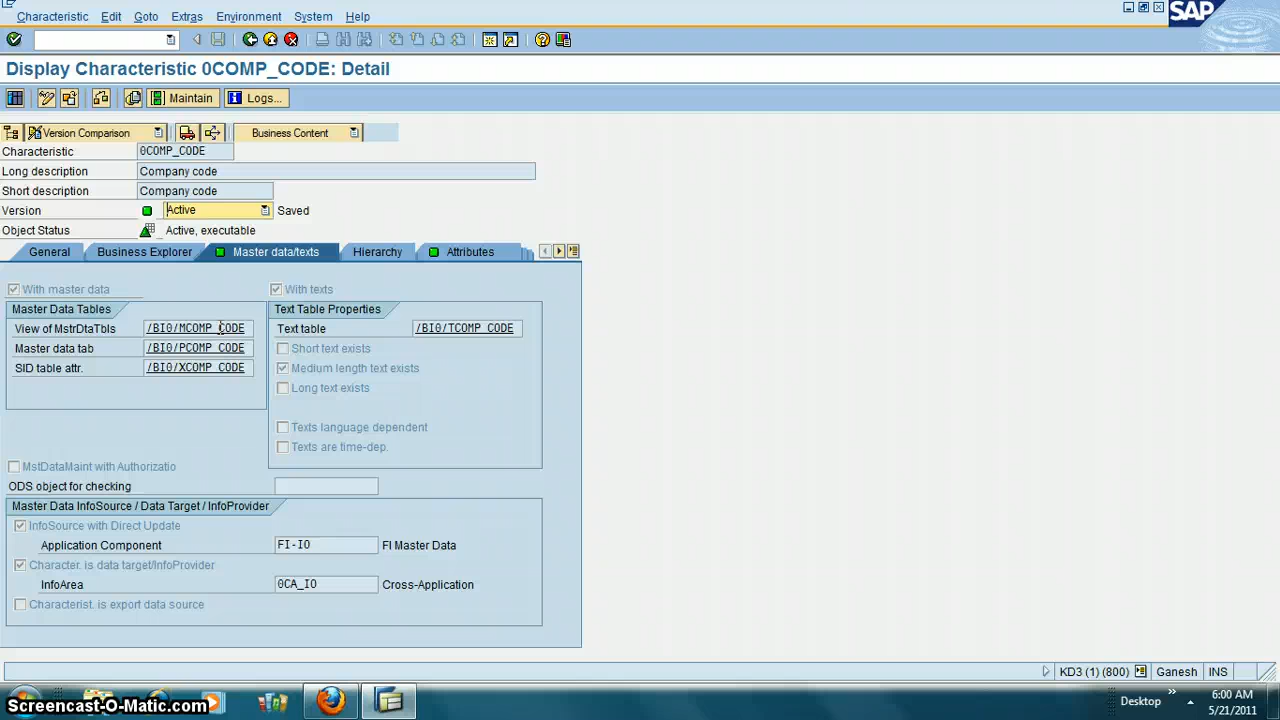 Characteristic Edit Goto Extras Environment System Help
SAP
Display Characteristic 0COMP_CODE: Detail
Maintain Logs...
Version Comparison Business Content
Characteristic 0COMP_CODE
Long description Company code
Short description Company code
Version Active Saved
Object Status Active, executable
General Business Explorer Master data/texts Hierarchy Attributes
With master data With texts
Master Data Tables Text Table Properties
View of MstrDtaTbls /BI0/MCOMP_CODE Text table /BI0/TCOMP_CODE
Master data tab /BI0/PCOMP_CODE Short text exists
SID table attr. /BI0/XCOMP_CODE Medium length text exists
Long text exists
Texts language dependent
Texts are time-dep.
MstDataMaint with Authorizatio
ODS object for checking
Master Data InfoSource / Data Target / InfoProvider
InfoSource with Direct Update
Application Component FI-IO FI Master Data
Character. is data target/InfoProvider
InfoArea 0CA_IO Cross-Application
Characterist. is export data source
KD3 (1) (800) Ganesh INS
Screencast-O-Matic.com Desktop 6:00 AM
5/21/2011